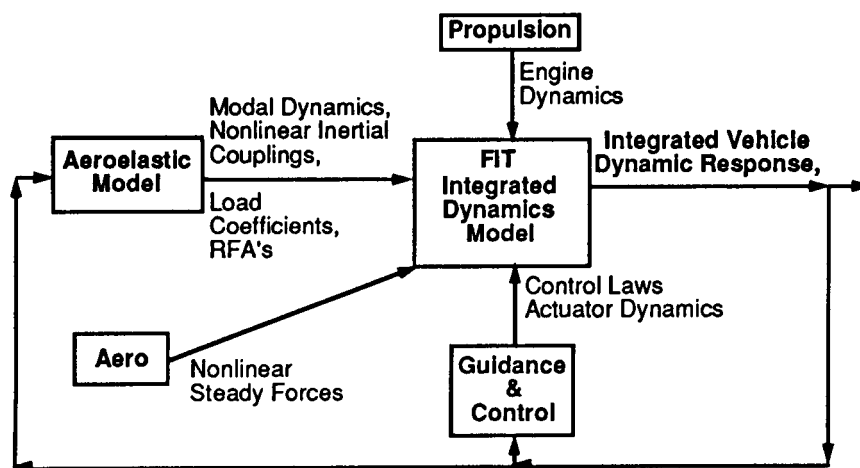 Propulsion
Engine
Dynamics
Modal Dynamics,
Nonlinear Inertial
Couplings,
Aeroelastic
Model
Load
Coefficients,
RFA's
FIT
Integrated
Dynamics
Model
Integrated Vehicle
Dynamic Response,
Control Laws
Actuator Dynamics
Aero
Nonlinear
Steady Forces
Guidance
&
Control